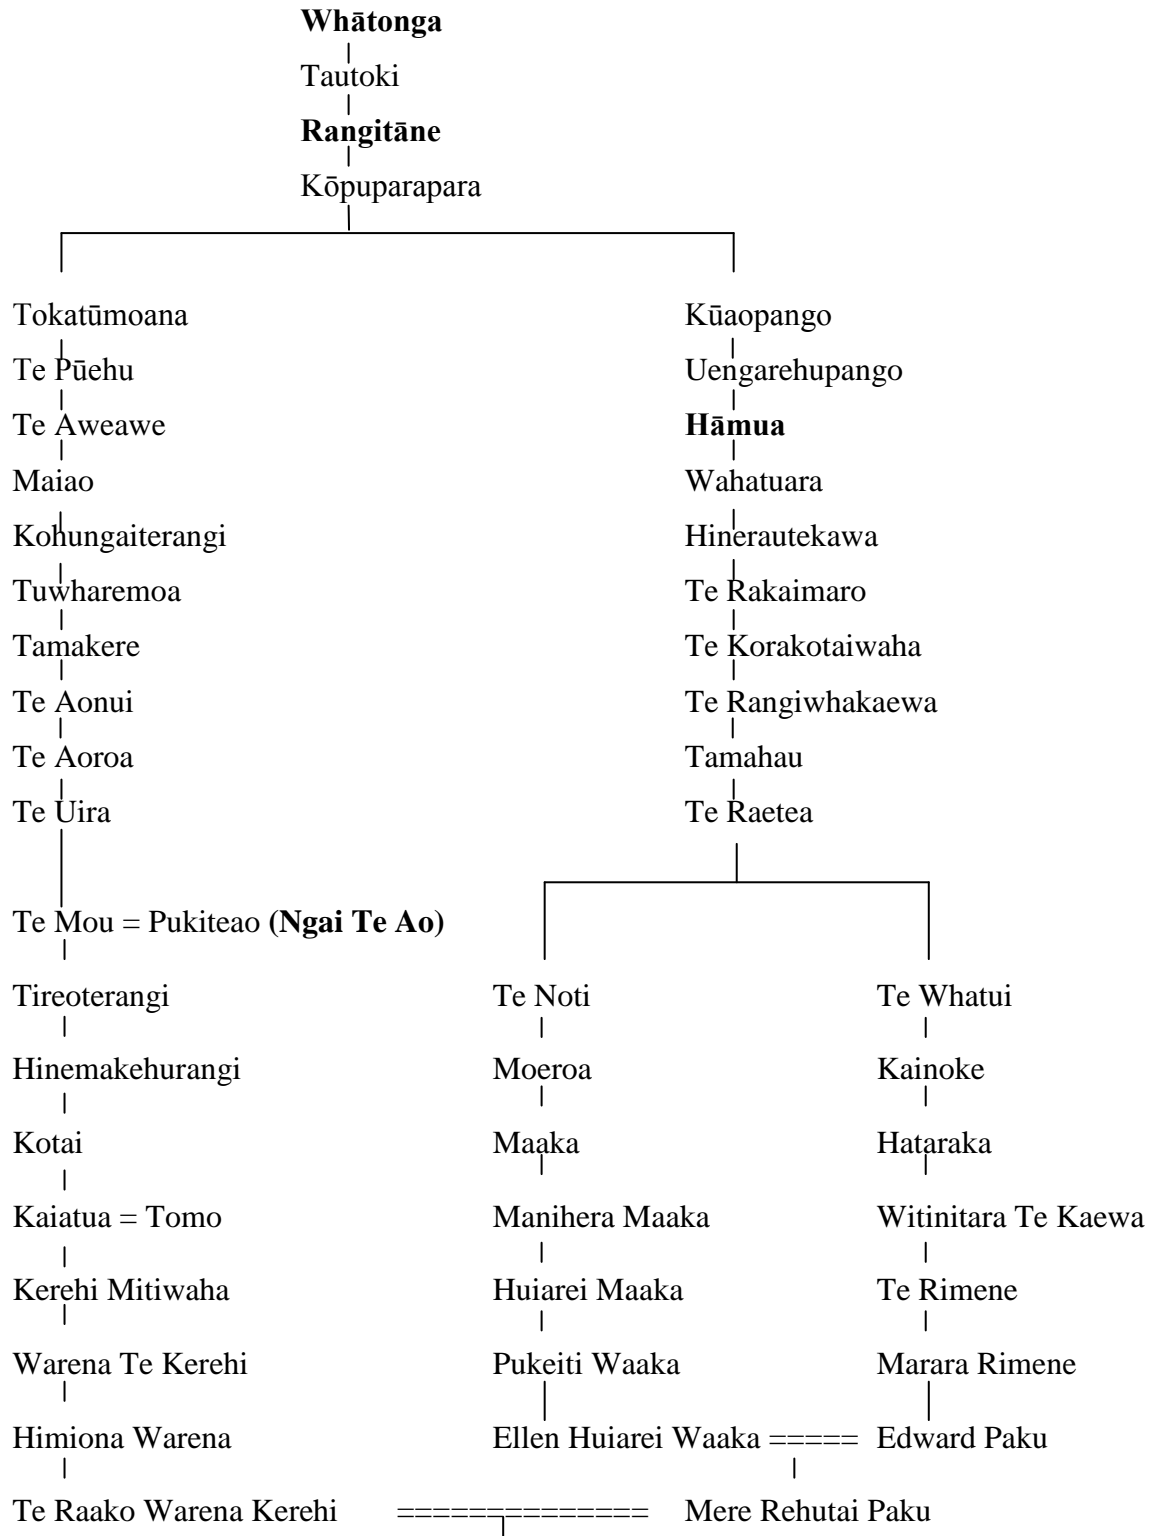 Whātonga
Tautoki
Rangitāne
Kōpuparapara
Tokatūmoana Kūaopango
Te Pūehu Uengarehupango
Te Aweawe Hāmua
Maiao Wahatuara
Kohungaiterangi Hinerautekawa
Tuwharemoa Te Rakaimaro
Tamakere Te Korakotaiwaha
Te Aonui Te Rangiwhakaewa
Te Aoroa Tamahau
Te Uira Te Raetea
Te Mou = Pukiteao (Ngai Te Ao)
Tireoterangi Te Noti Te Whatui
Hinemakehurangi Moeroa Kainoke
Kotai Maaka Hataraka
Kaiatua = Tomo Manihera Maaka Witinitara Te Kaewa
Kerehi Mitiwaha Huiarei Maaka Te Rimene
Warena Te Kerehi Pukeiti Waaka Marara Rimene
Himiona Warena Ellen Huiarei Waaka ===== Edward Paku
Te Raako Warena Kerehi ============== Mere Rehutai Paku